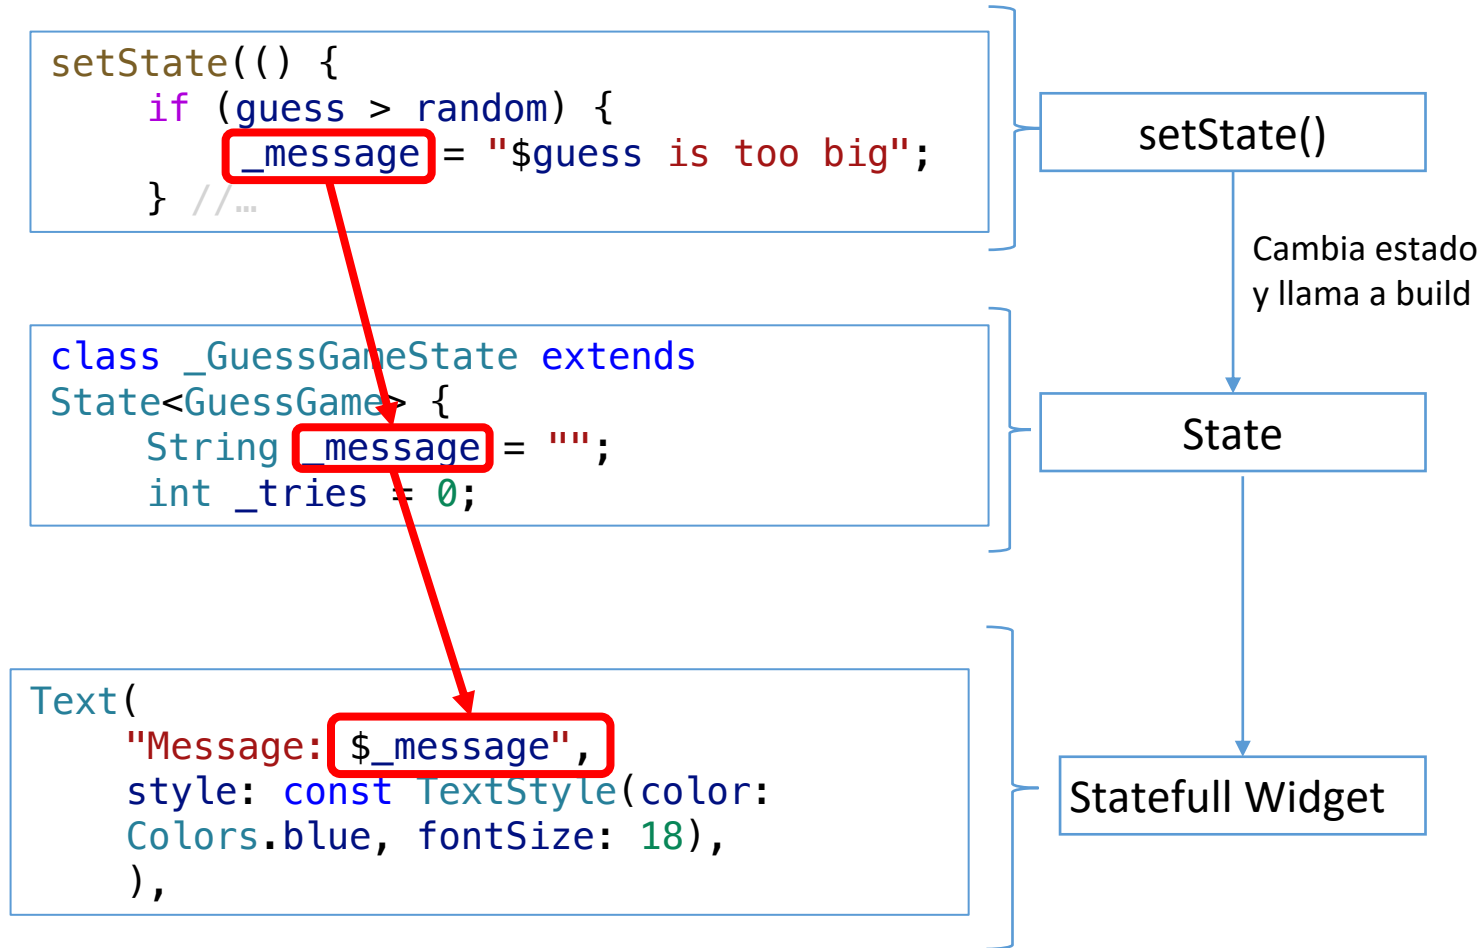 setState(() {
if (guess > random) {
_message = "$guess is too big";
} //…
setState()
Cambia estado
y llama a build
class _GuessGameState extends
State<GuessGame> {
String _message = "";
int _tries = 0;
State
Text(
"Message: $_message",
style: const TextStyle(color:
Colors.blue, fontSize: 18),
),
Statefull Widget